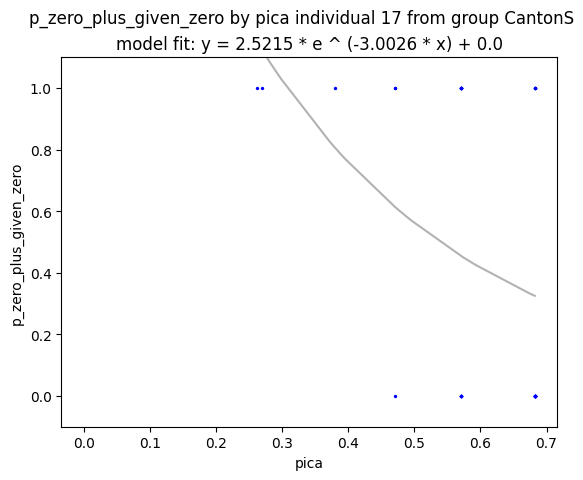 p_zero_plus_given_zero by pica individual 17 from group CantonS
model fit: y = 2.5215 * e ^ (-3.0026 * x) + 0.0
1.0
0.8
0.6
0.4
0.2
0.0
p_zero_plus_given_zero
0.0 0.1 0.2 0.3 0.4 0.5 0.6 0.7
pica